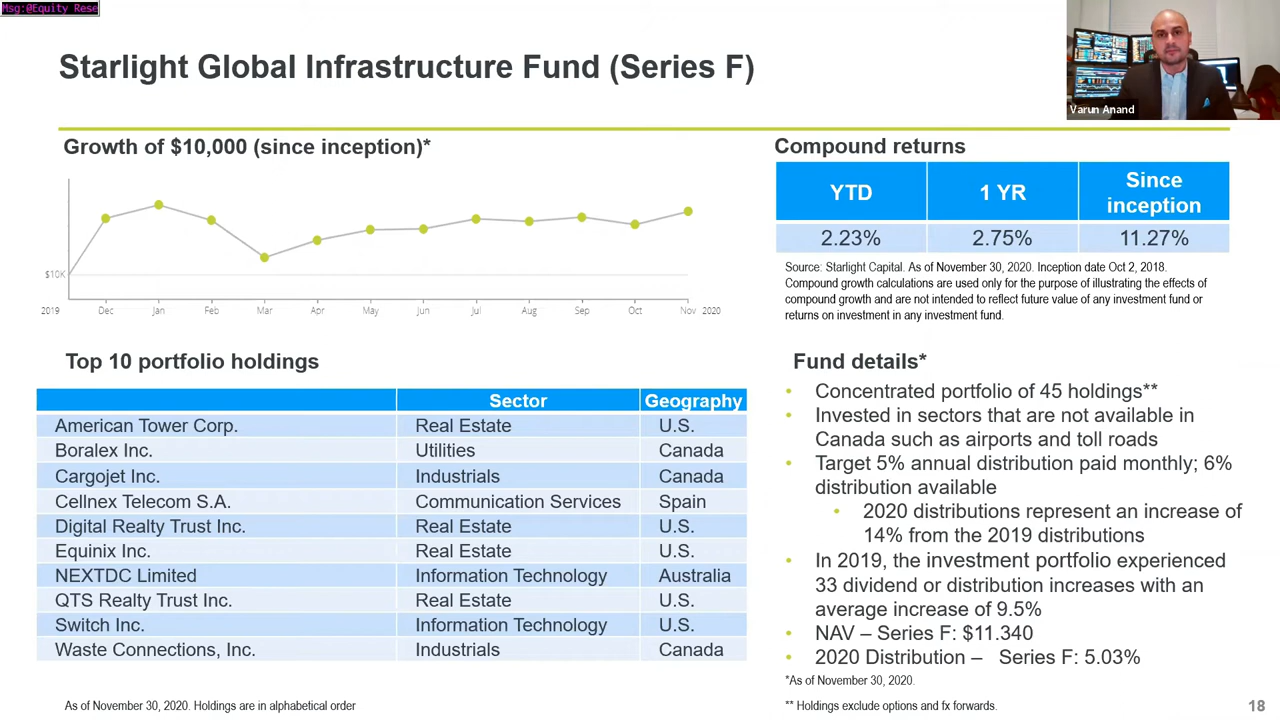 Msg:@Equity Rese
Starlight Global Infrastructure Fund (Series F)
Varun Anand
Growth of $10,000 (since inception)*
$10K
2019 Dec Jan Feb Mar Apr May Jun Jul Aug Sep Oct Nov 2020
Compound returns
YTD 1 YR Since inception
2.23% 2.75% 11.27%
Source: Starlight Capital. As of November 30, 2020. Inception date Oct 2, 2018.
Compound growth calculations are used only for the purpose of illustrating the effects of
compound growth and are not intended to reflect future value of any investment fund or
returns on investment in any investment fund.
Top 10 portfolio holdings
Sector Geography
American Tower Corp. Real Estate U.S.
Boralex Inc. Utilities Canada
Cargojet Inc. Industrials Canada
Cellnex Telecom S.A. Communication Services Spain
Digital Realty Trust Inc. Real Estate U.S.
Equinix Inc. Real Estate U.S.
NEXTDC Limited Information Technology Australia
QTS Realty Trust Inc. Real Estate U.S.
Switch Inc. Information Technology U.S.
Waste Connections, Inc. Industrials Canada
As of November 30, 2020. Holdings are in alphabetical order
Fund details*
• Concentrated portfolio of 45 holdings**
• Invested in sectors that are not available in
Canada such as airports and toll roads
• Target 5% annual distribution paid monthly; 6%
distribution available
• 2020 distributions represent an increase of
14% from the 2019 distributions
• In 2019, the investment portfolio experienced
33 dividend or distribution increases with an
average increase of 9.5%
• NAV – Series F: $11.340
• 2020 Distribution – Series F: 5.03%
*As of November 30, 2020.
** Holdings exclude options and fx forwards.
18